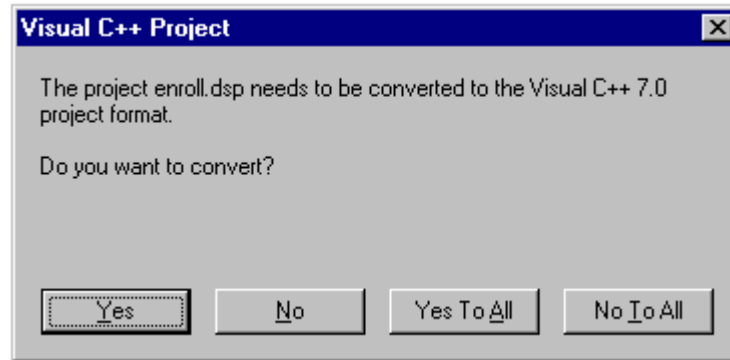 Visual C++ Project
The project enroll.dsp needs to be converted to the Visual C++ 7.0
project format.
Do you want to convert?
Yes No Yes To All No To All